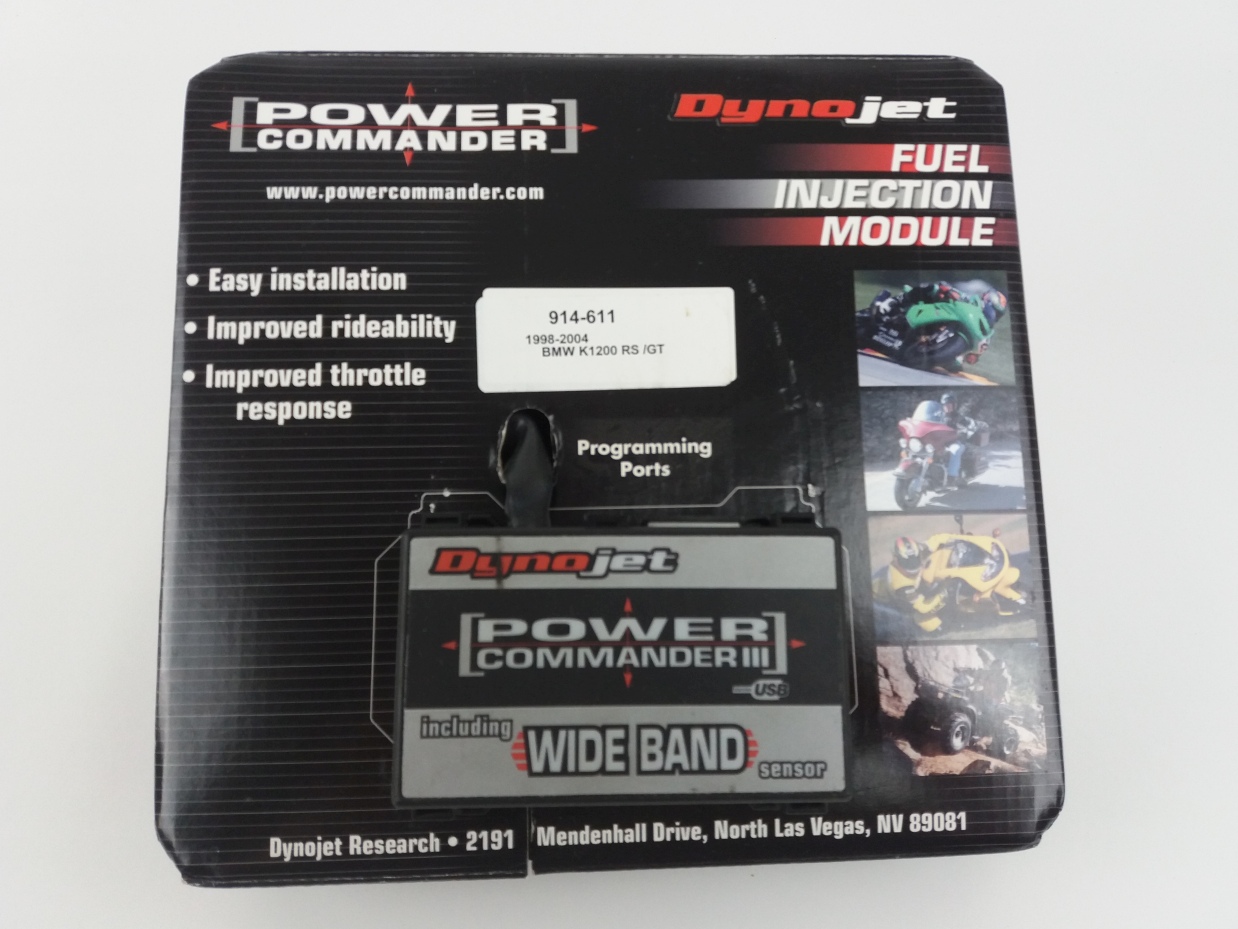 POWER
COMMANDER
www.powercommander.com
Dynojet
FUEL
INJECTION
MODULE
• Easy installation
• Improved rideability
• Improved throttle
response
914-611
1998-2004
BMW K1200 RS /GT
Programming
Ports
Dynojet
POWER
COMMANDER III
USB
including
WIDE BAND
sensor
Dynojet Research • 2191 Mendenhall Drive, North Las Vegas, NV 89081